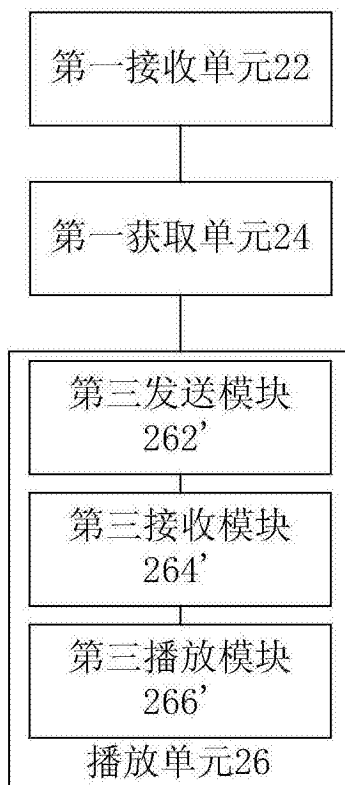 第一接收单元22
第一获取单元24
第三发送模块
262’
第三接收模块
264’
第三播放模块
266’
播放单元26